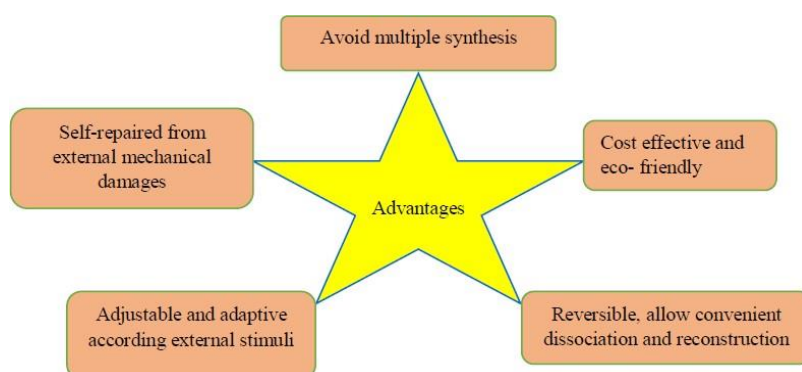 Avoid multiple synthesis
Self-repaired from
external mechanical
damages
Cost effective and
eco- friendly
Advantages
Adjustable and adaptive
according external stimuli
Reversible, allow convenient
dissociation and reconstruction